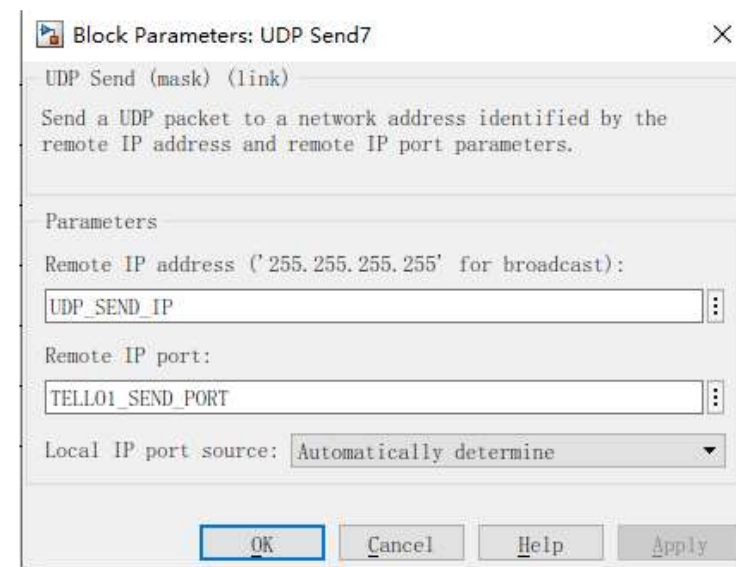 Block Parameters: UDP Send7
UDP Send (mask) (link)
Send a UDP packet to a network address identified by the
remote IP address and remote IP port parameters.
Parameters
Remote IP address ('255.255.255.255' for broadcast):
UDP_SEND_IP
Remote IP port:
TELLO1_SEND_PORT
Local IP port source: Automatically determine
OK Cancel Help Apply